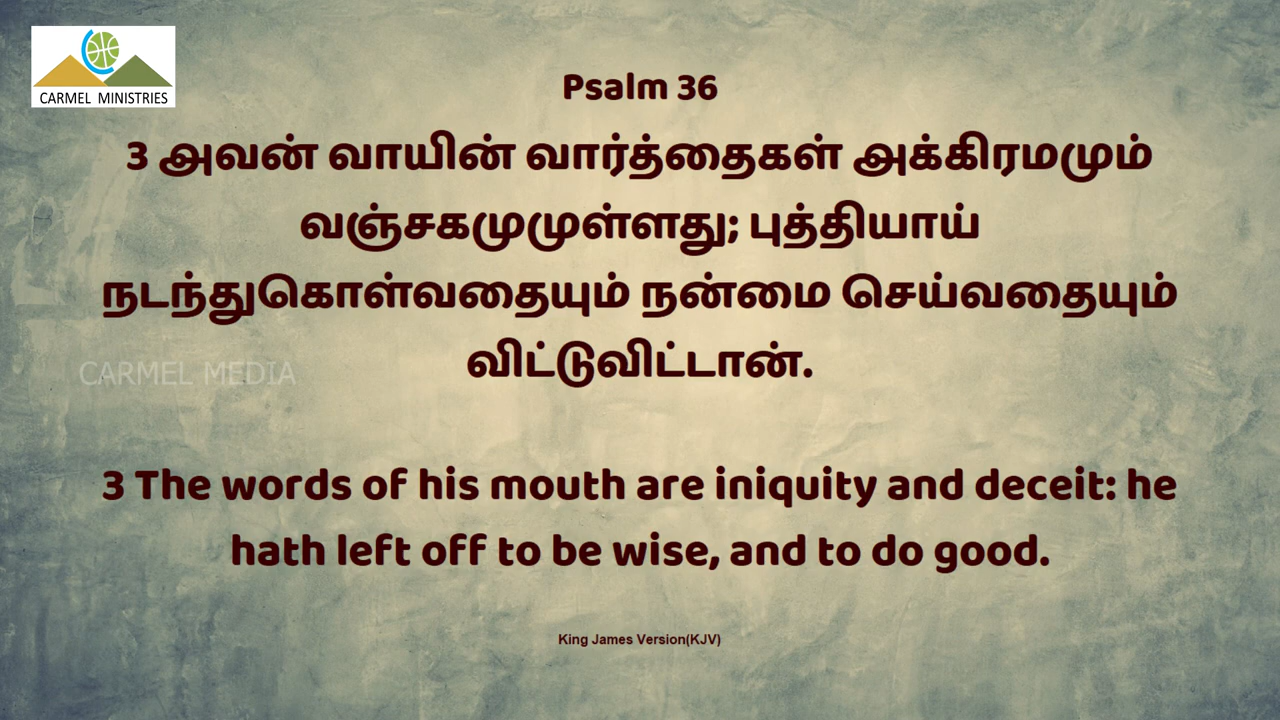 CARMEL MINISTRIES
Psalm 36
3 அவன் வாயின் வார்த்தைகள் அக்கிரமமும்
வஞ்சகமுமுள்ளது; புத்தியாய்
நடந்துகொள்வதையும் நன்மை செய்வதையும்
விட்டுவிட்டான்.
CARMEL MEDIA
3 The words of his mouth are iniquity and deceit: he
hath left off to be wise, and to do good.
King James Version(KJV)